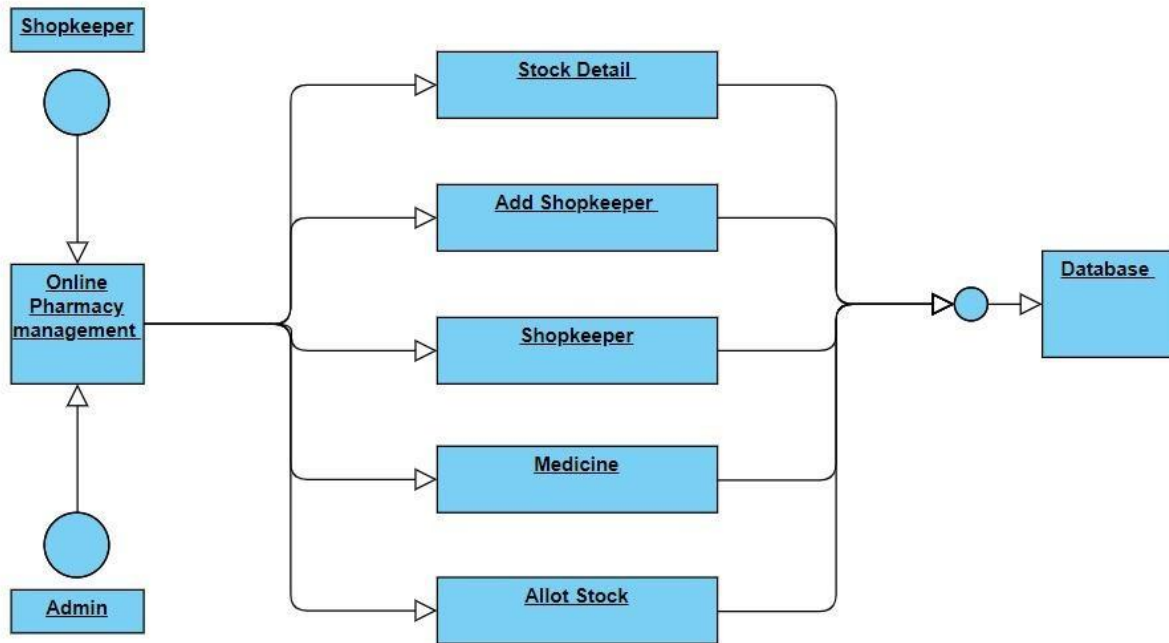 Shopkeeper
Stock Detail
Add Shopkeeper
Online
Pharmacy
management
Database
Shopkeeper
Medicine
Allot Stock
Admin